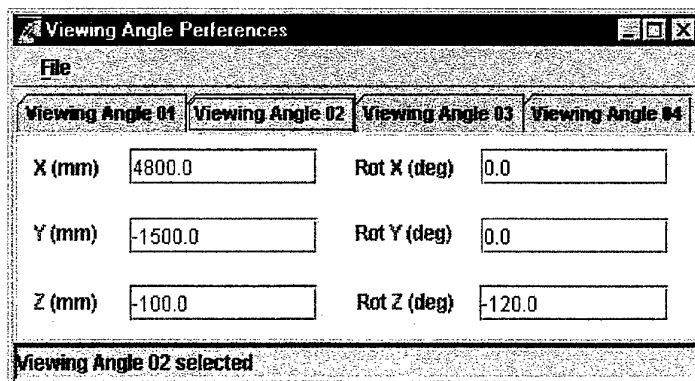 Viewing Angle Perferences
File
Viewing Angle 01 Viewing Angle 02 Viewing Angle 03 Viewing Angle 04
X (mm) 4800.0 Rot X (deg) 0.0
Y (mm) -1500.0 Rot Y (deg) 0.0
Z (mm) -100.0 Rot Z (deg) -120.0
Viewing Angle 02 selected